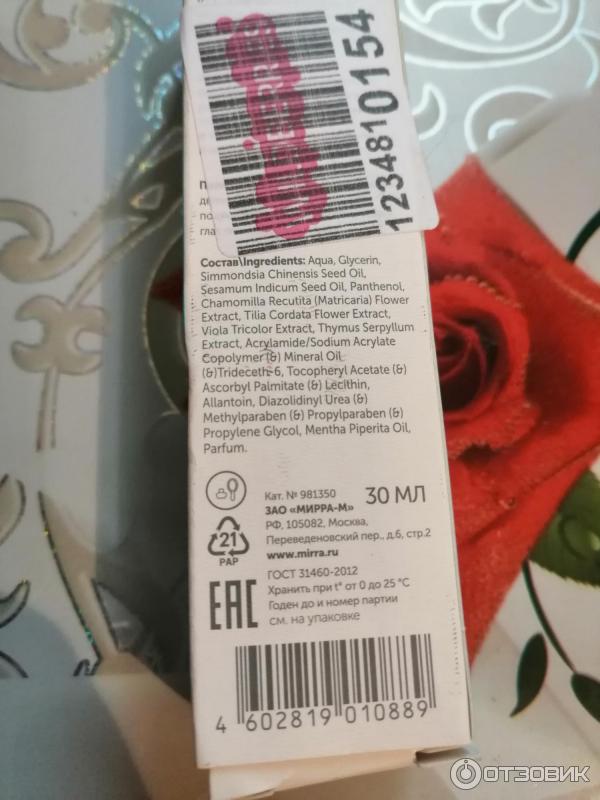 WILDBERRIES
123481 0154
Состав\Ingredients: Aqua, Glycerin,
Simmondsia Chinensis Seed Oil,
Sesamum Indicum Seed Oil, Panthenol,
Chamomilla Recutita (Matricaria) Flower
Extract, Tilia Cordata Flower Extract,
Viola Tricolor Extract, Thymus Serpyllum
Extract, Acrylamide/Sodium Acrylate
Copolymer (&) Mineral Oil
(&)Trideceth-6, Tocopheryl Acetate (&)
Ascorbyl Palmitate (&) Lecithin,
Allantoin, Diazolidinyl Urea (&)
Methylparaben (&) Propylparaben (&)
Propylene Glycol, Mentha Piperita Oil,
Parfum.
Кат. № 981350 30 МЛ
ЗАО «МИРРА-М»
РФ, 105082, Москва,
Переведеновский пер., д.6, стр.2
www.mirra.ru
21
PAP
ГОСТ 31460-2012
Хранить при t° от 0 до 25 °C
Годен до и номер партии
см. на упаковке
EAC
4 602819 010889
ОТЗОВИК